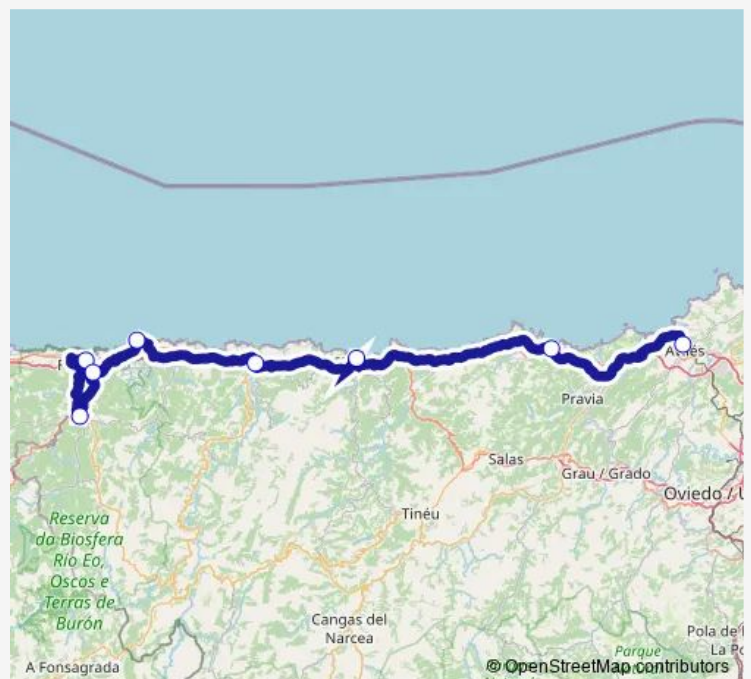 Pravia
Salas
Grau / Grado
Oviedo / U
Tinéu
Reserva
da Biosfera
Río Eo,
Oscos e
Terras de
Burón
Cangas del
Narcea
A Fonsagrada
Pola de
La Po
Parque
© OpenStreetMap contributors